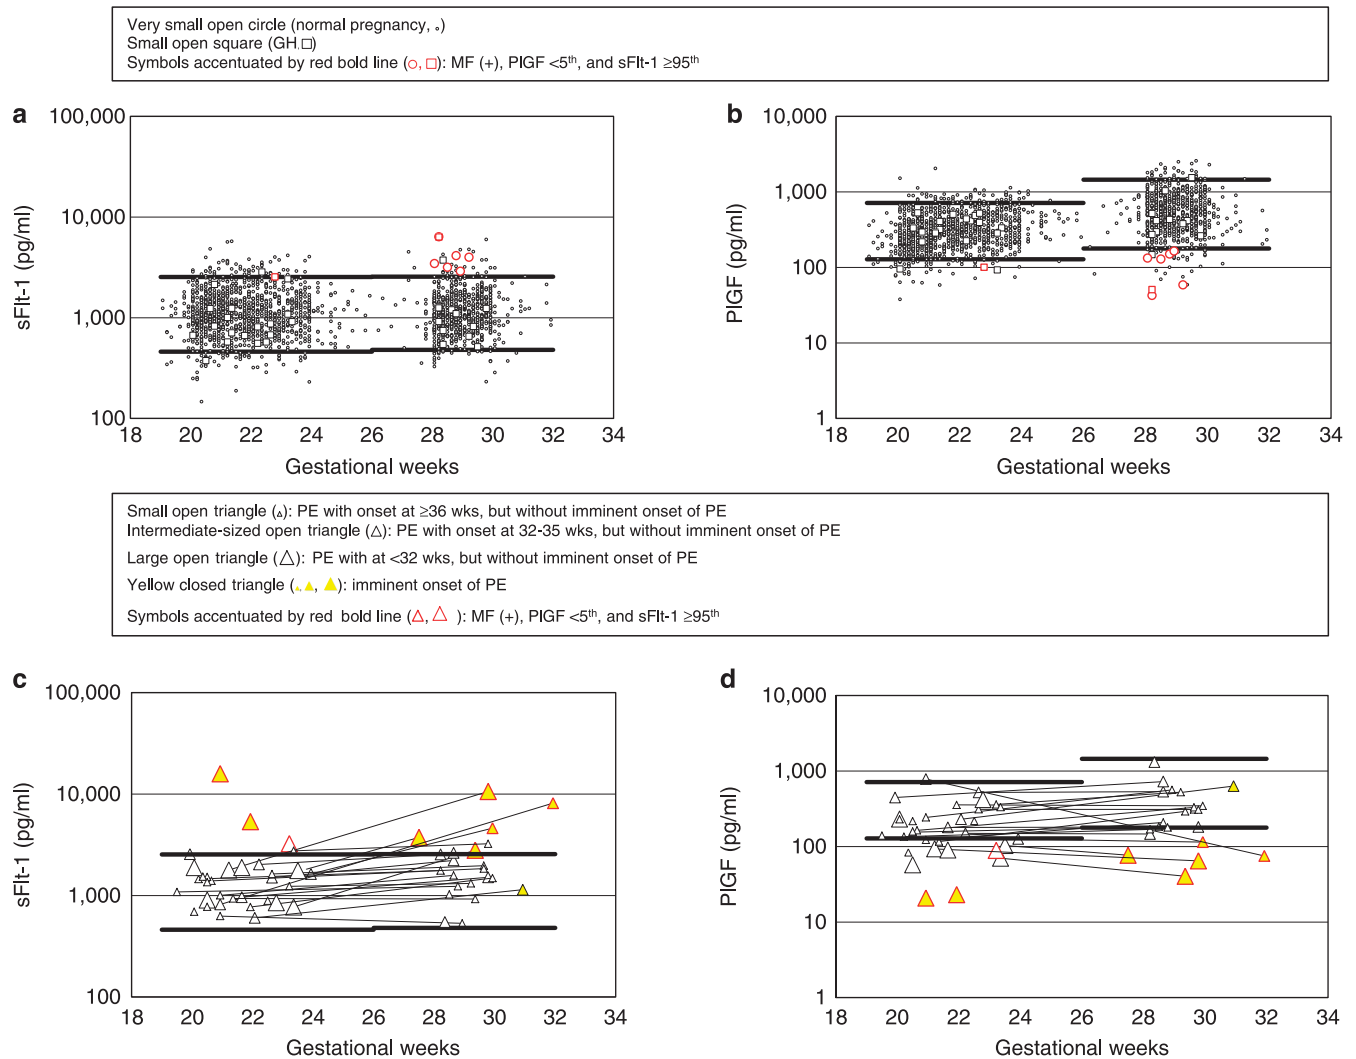 Very small open circle (normal pregnancy, ∘)
Small open square (GH, □)
Symbols accentuated by red bold line (○, □): MF (+), PlGF <5th, and sFlt-1 ≥95th
a
100,000
10,000
1,000
100
sFlt-1 (pg/ml)
18 20 22 24 26 28 30 32 34
Gestational weeks
b
10,000
1,000
100
10
1
PlGF (pg/ml)
18 20 22 24 26 28 30 32 34
Gestational weeks
Small open triangle (▵): PE with onset at ≥36 wks, but without imminent onset of PE
Intermediate-sized open triangle (△): PE with onset at 32-35 wks, but without imminent onset of PE
Large open triangle (△): PE with at <32 wks, but without imminent onset of PE
Yellow closed triangle (▴, ▲, ▲): imminent onset of PE
Symbols accentuated by red bold line (△, △ ): MF (+), PlGF <5th, and sFlt-1 ≥95th
c
100,000
10,000
1,000
100
sFlt-1 (pg/ml)
18 20 22 24 26 28 30 32 34
Gestational weeks
d
10,000
1,000
100
10
1
PlGF (pg/ml)
18 20 22 24 26 28 30 32 34
Gestational weeks